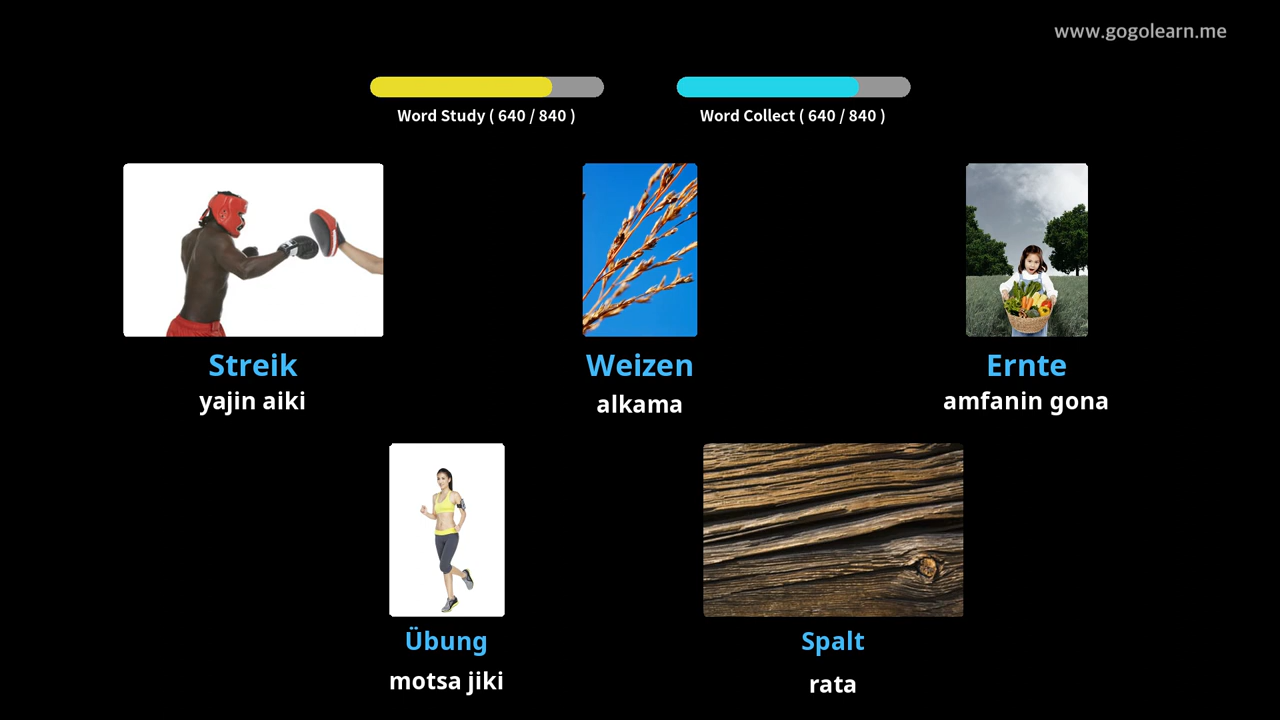 www.gogolearn.me
Word Study ( 640 / 840 )
Word Collect ( 640 / 840 )
Streik
yajin aiki
Weizen
alkama
Ernte
amfanin gona
Übung
motsa jiki
Spalt
rata